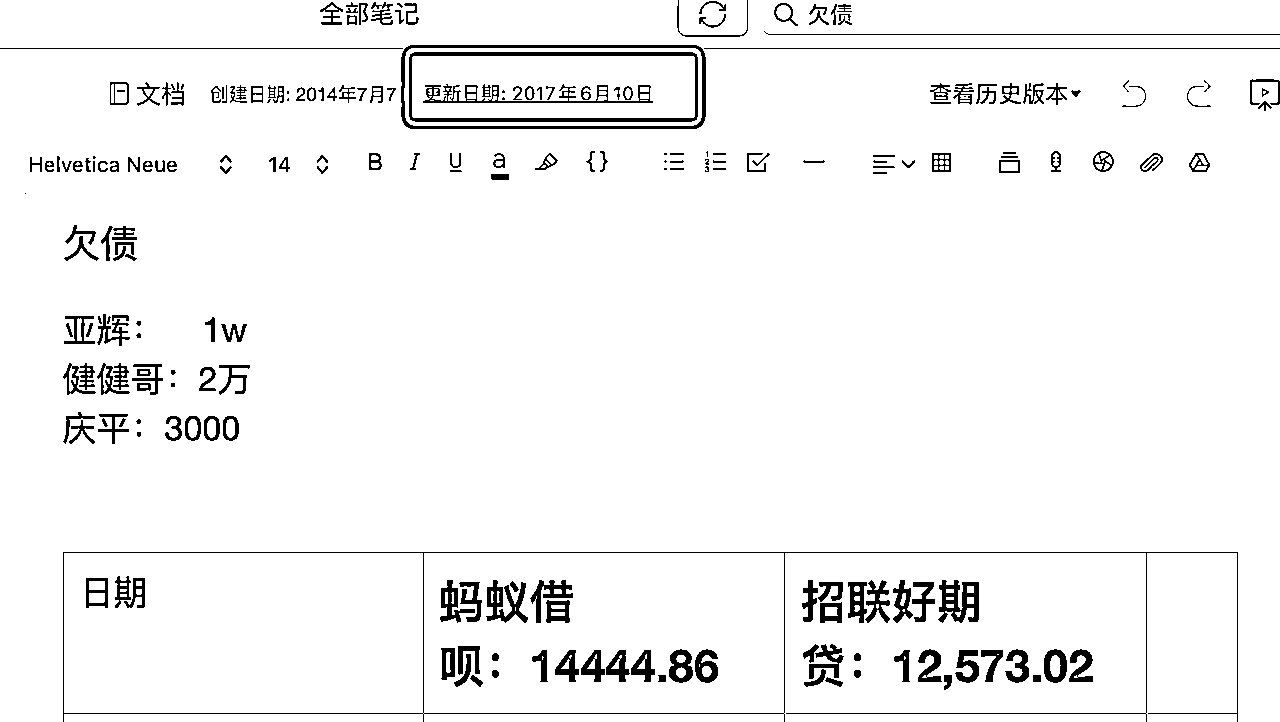 全部笔记
欠债
文档 创建日期: 2014年7月7 更新日期: 2017年6月10日 查看历史版本
Helvetica Neue 14 B I U a {}
欠债
亚辉： 1w
健健哥：2万
庆平：3000
日期
蚂蚁借
呗：14444.86
招联好期
贷：12,573.02